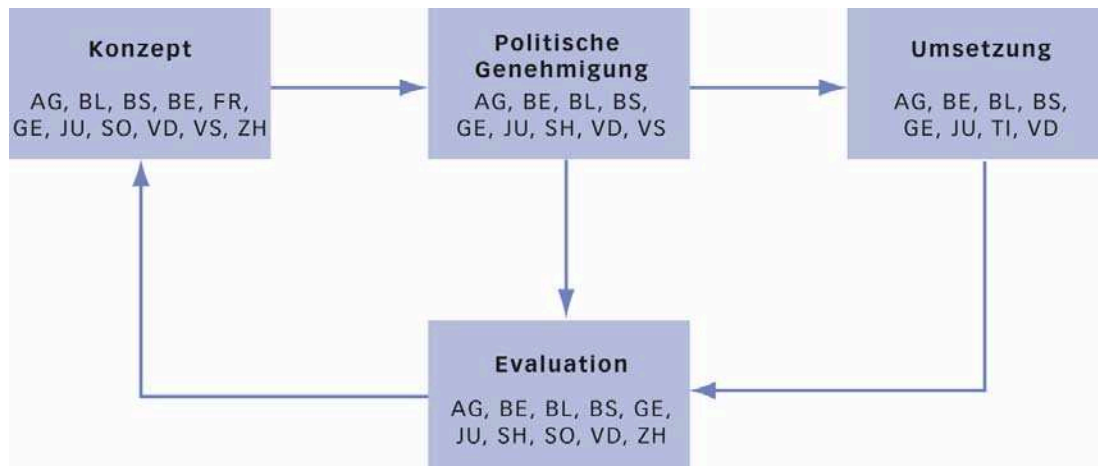 Konzept
AG, BL, BS, BE, FR,
GE, JU, SO, VD, VS, ZH
Politische
Genehmigung
AG, BE, BL, BS,
GE, JU, SH, VD, VS
Umsetzung
AG, BE, BL, BS,
GE, JU, TI, VD
Evaluation
AG, BE, BL, BS, GE,
JU, SH, SO, VD, ZH